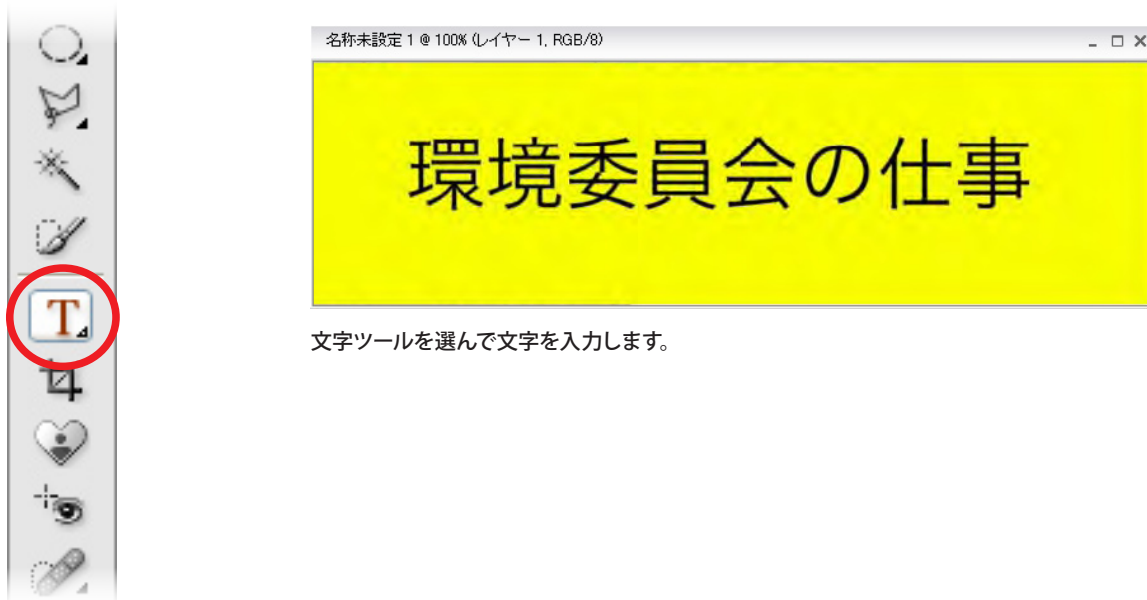 名称未設定 1 @ 100% (レイヤー 1, RGB/8)
環境委員会の仕事
T
文字ツールを選んで文字を入力します。